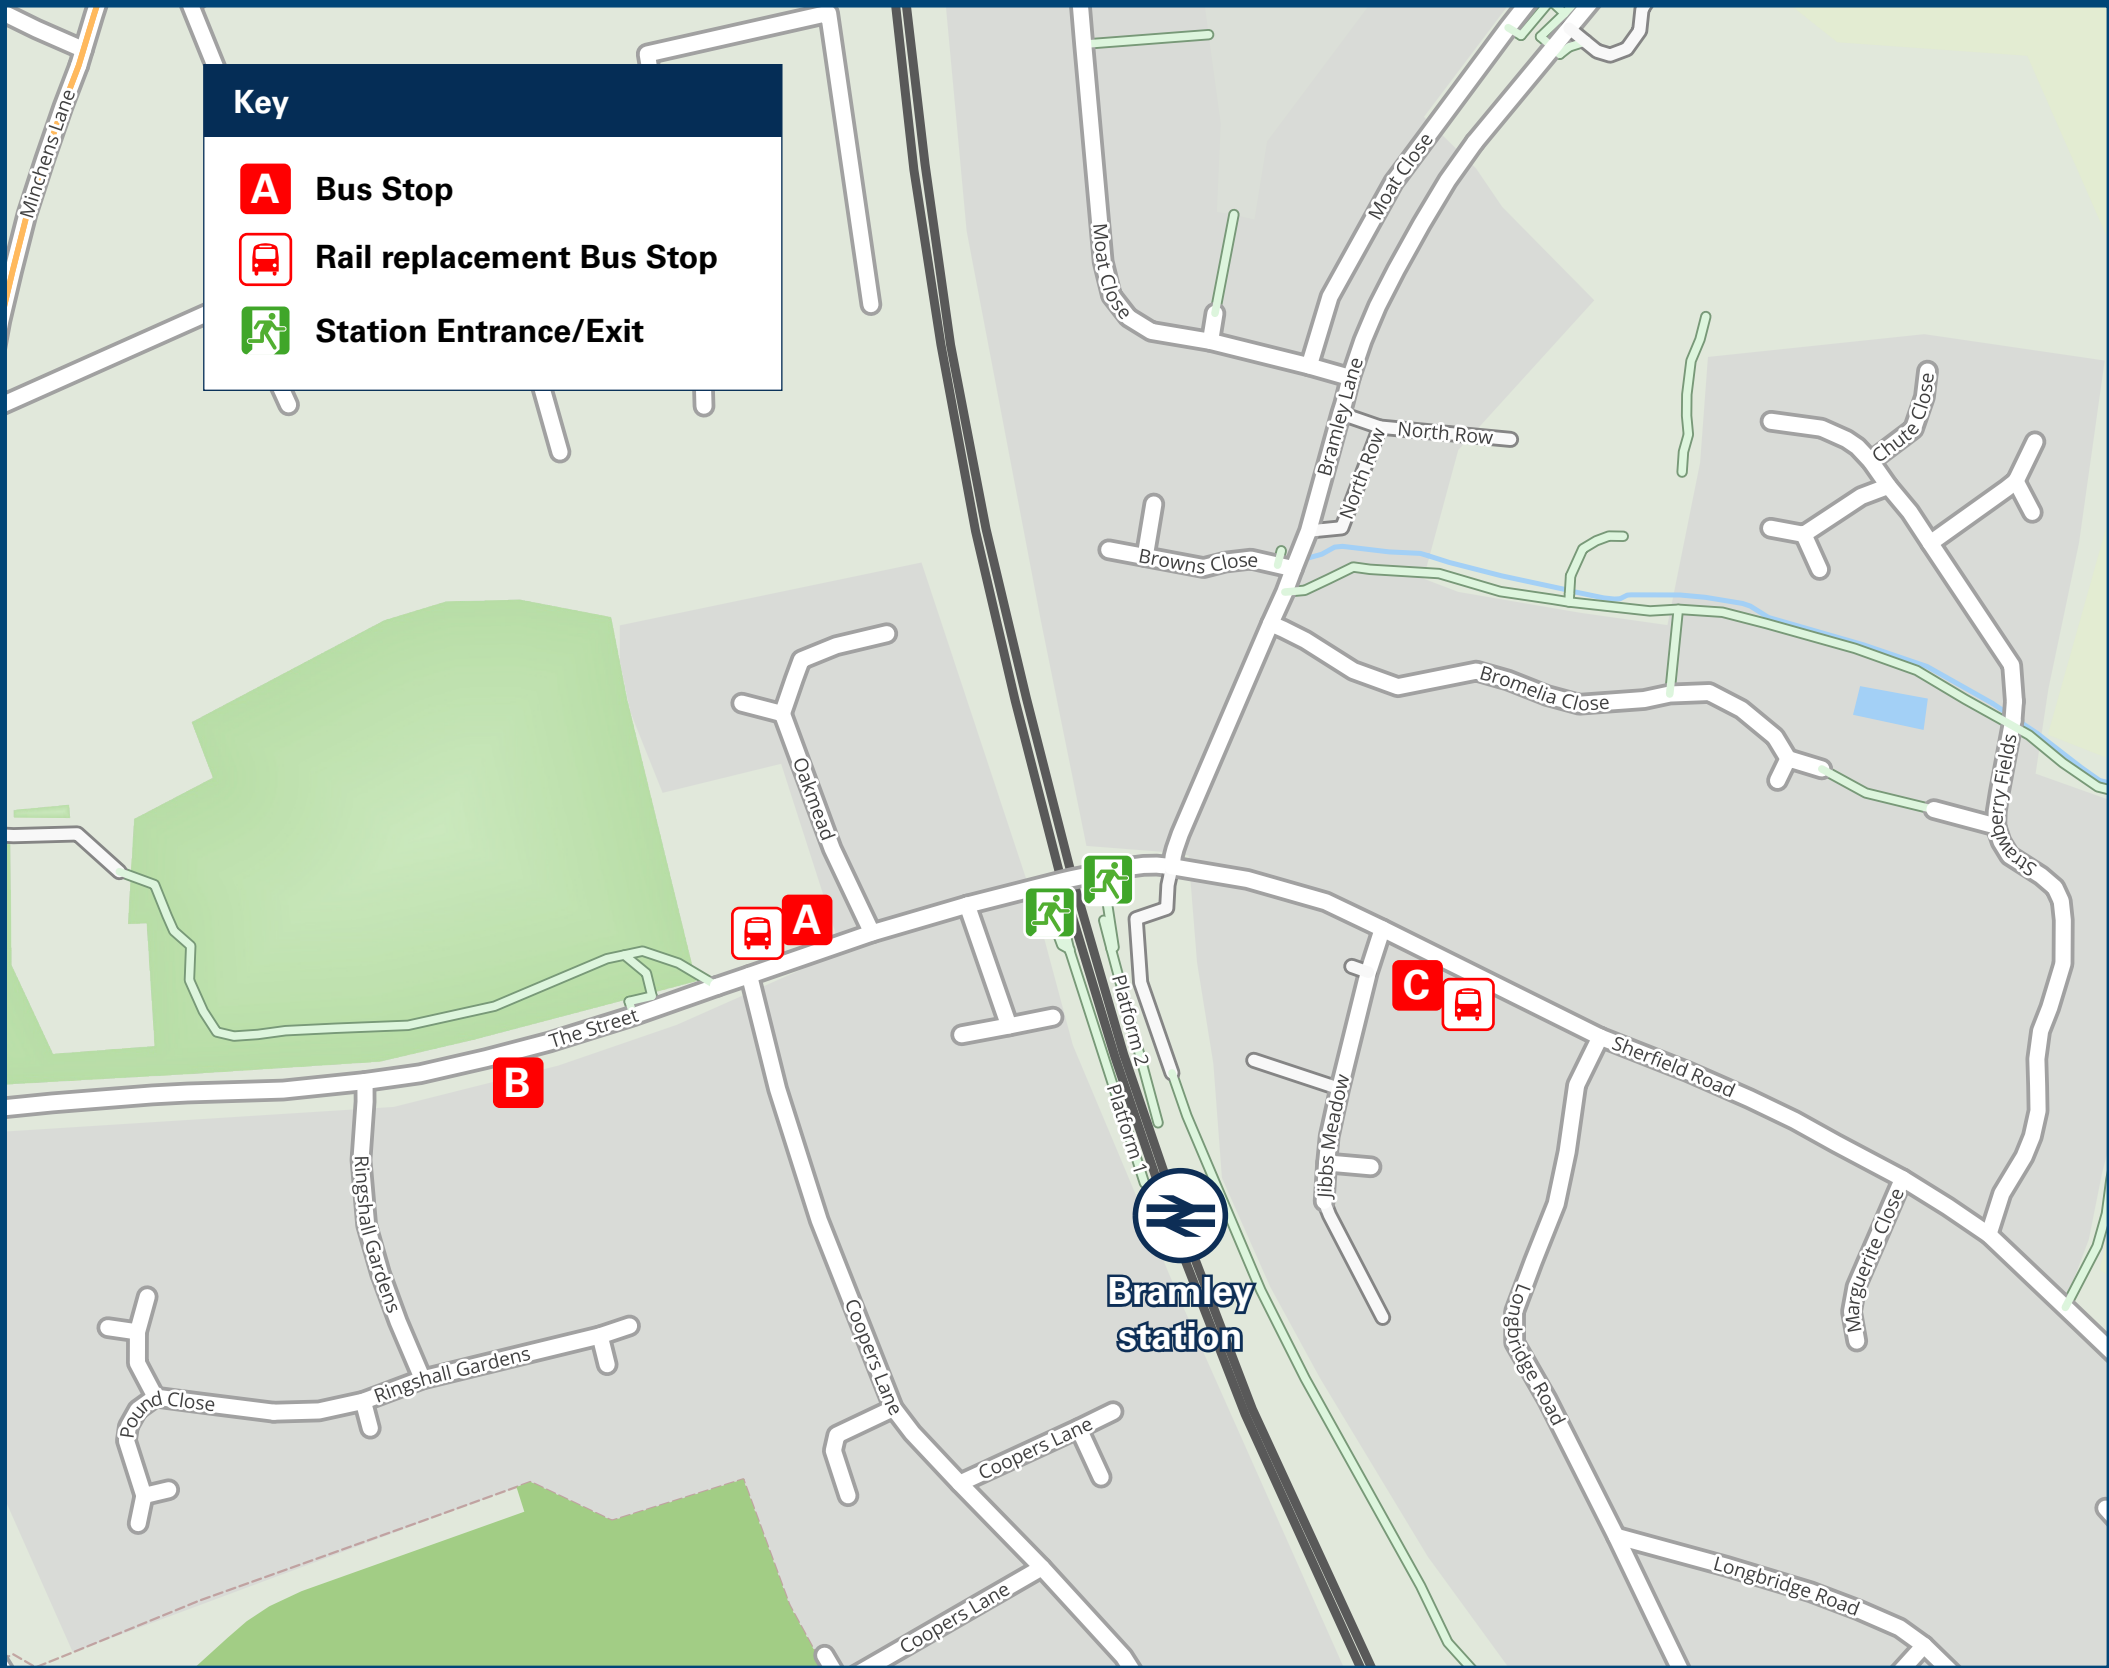 Key
A Bus Stop
Rail replacement Bus Stop
Station Entrance/Exit
Minchens Lane
Moat Close
Moat Close
Bramley Lane
North Row
North Row
Chute Close
Browns Close
Bromelia Close
Strawberry Fields
Oakmead
A
The Street
B
Platform 2
Platform 1
C
Sherfield Road
Jibbs Meadow
Ringshall Gardens
Marguerite Close
Bramley
station
Longbridge Road
Coopers Lane
Ringshall Gardens
Pound Close
Coopers Lane
Longbridge Road
Coopers Lane